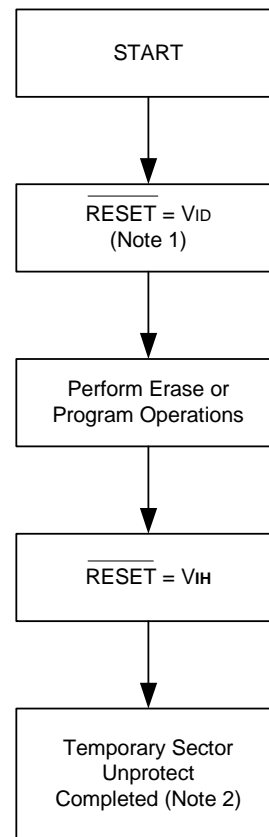 START
RESET = VID
(Note 1)
Perform Erase or
Program Operations
RESET = VIH
Temporary Sector
Unprotect
Completed (Note 2)